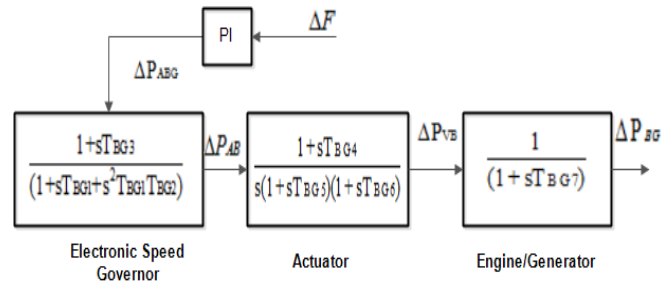 PI
ΔF
ΔPABG
1+sTBG3
(1+sTBG1+s²TBG1TBG2)
ΔPAB
1+sTBG4
s(1+sTBG5)(1+sTBG6)
ΔPVB
1
(1+sTBG7)
ΔPBG
Electronic Speed
Governor
Actuator
Engine/Generator